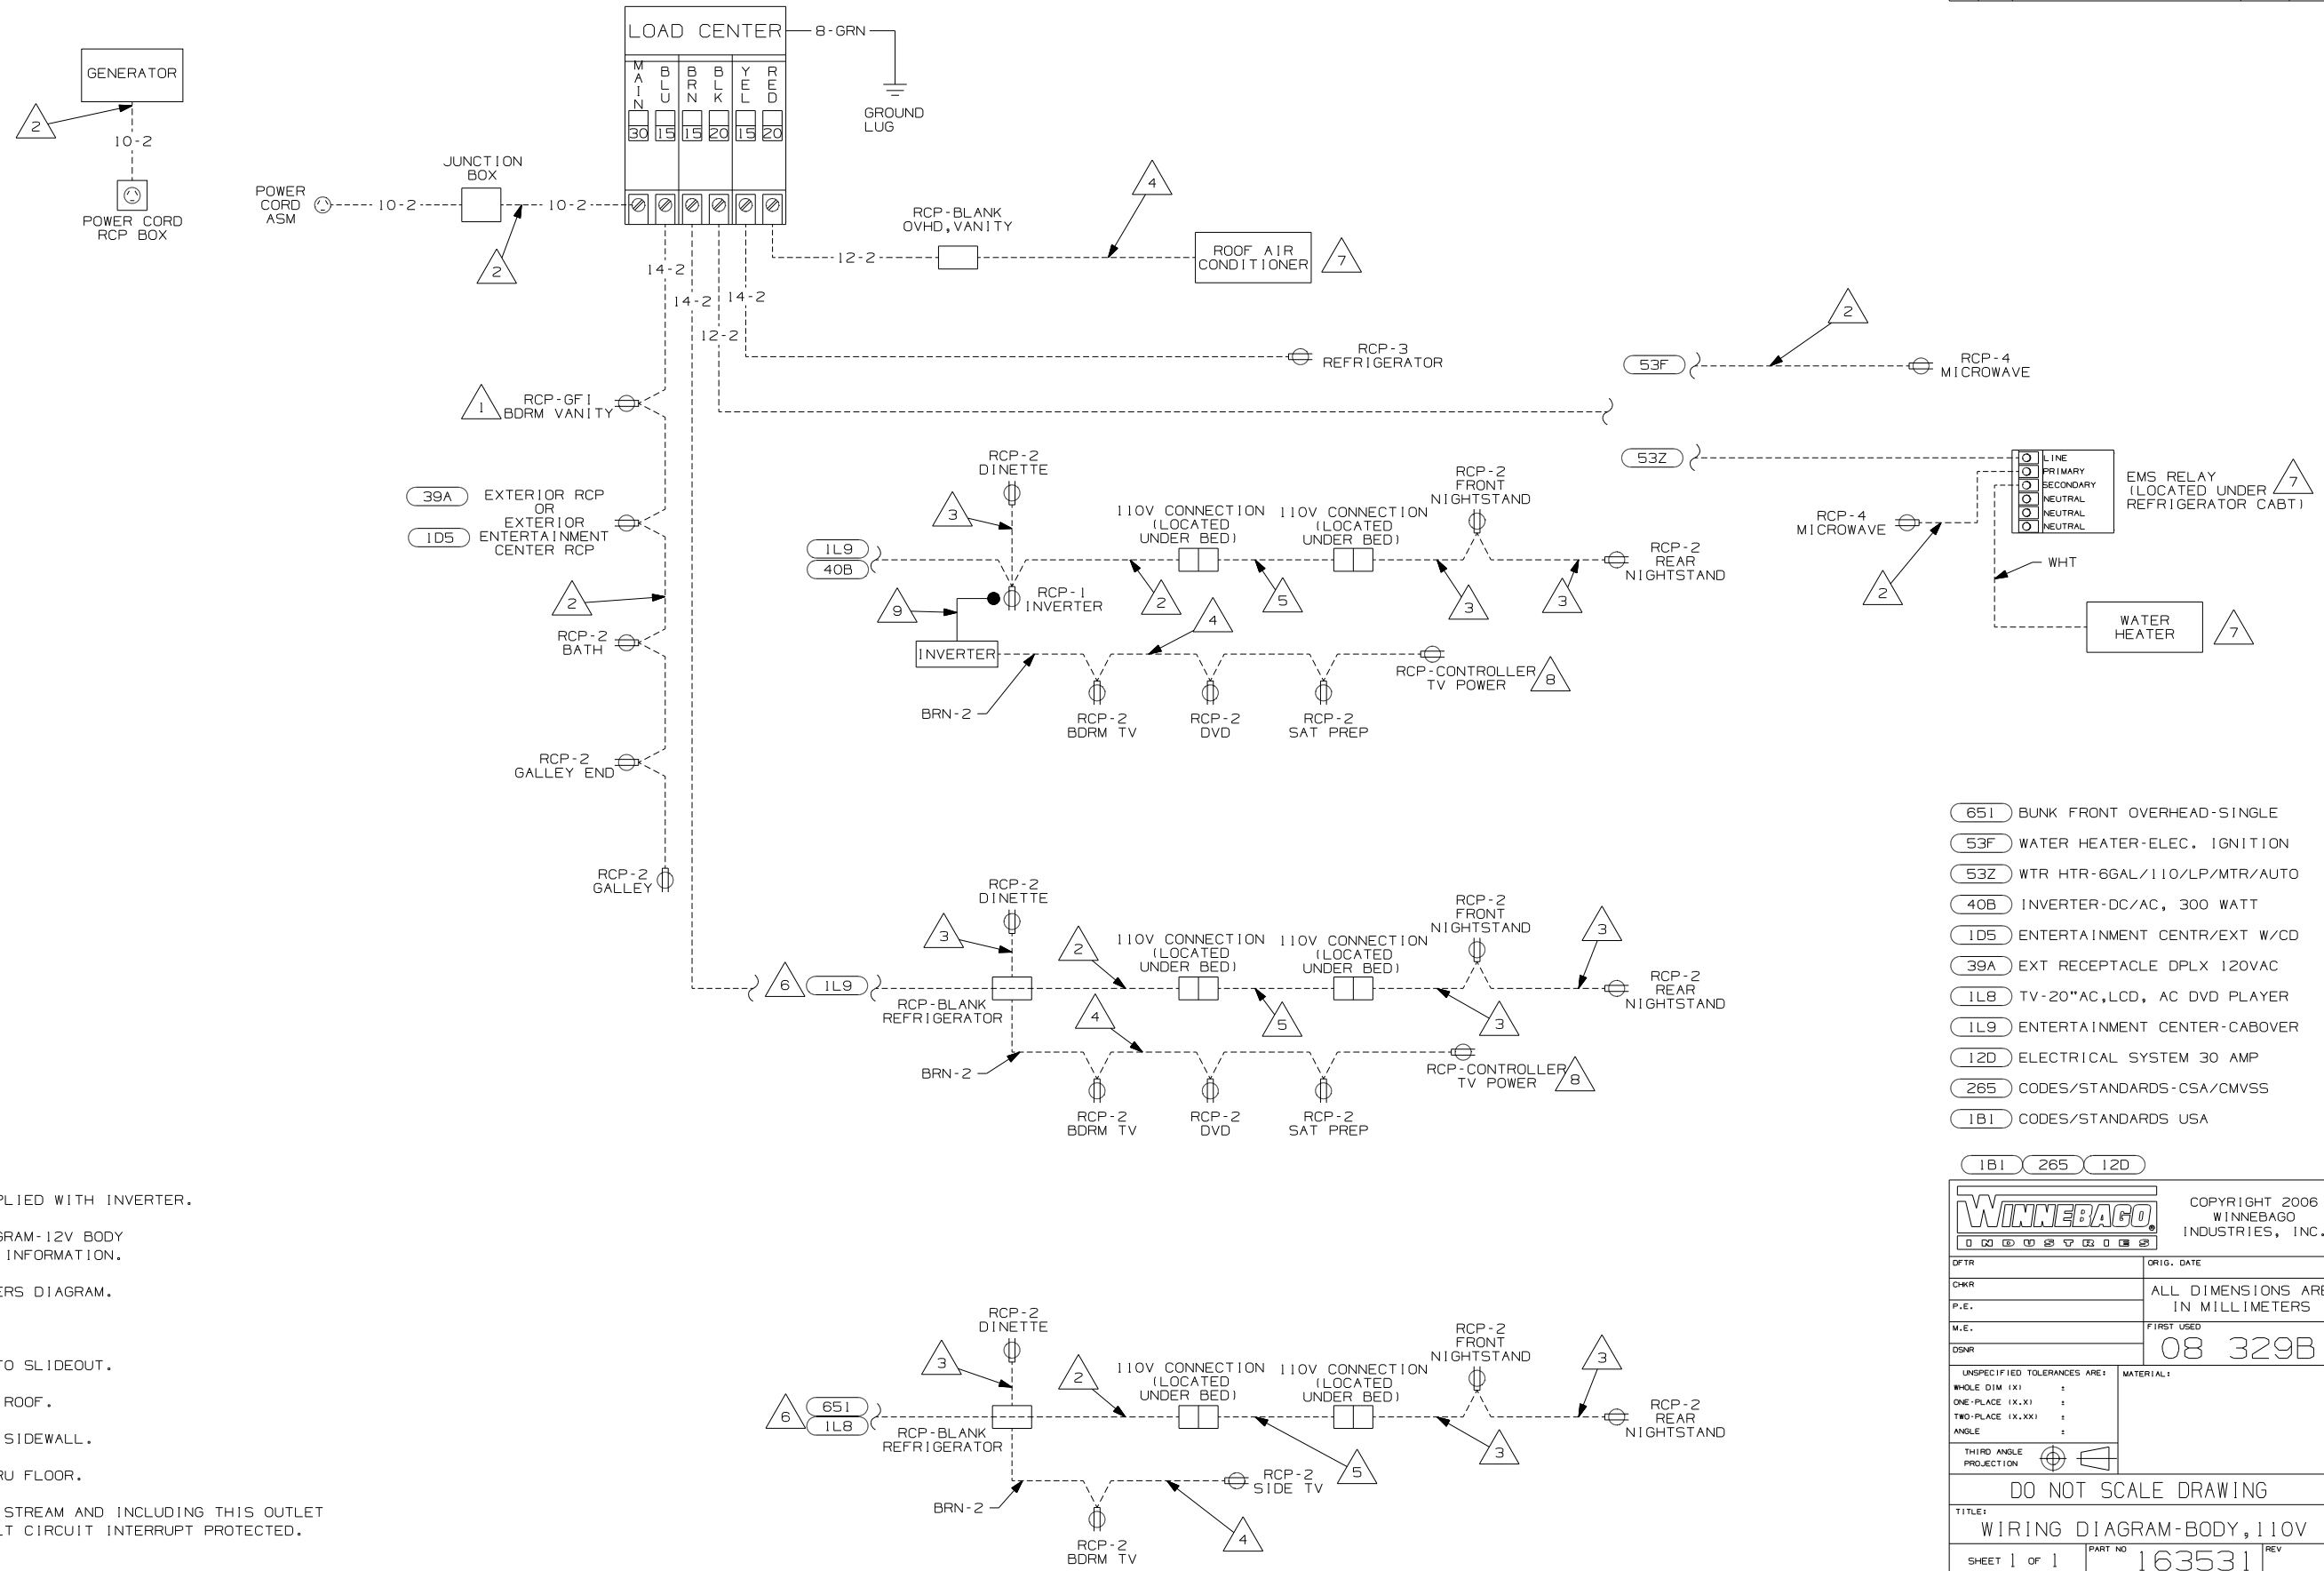 LOAD CENTER
8-GRN
MAIN
BLU
BRN
BLK
YEL
RED
30
15
15
20
15
20
GROUND
LUG
GENERATOR
2
10-2
POWER CORD
RCP BOX
POWER
CORD
ASM
10-2
JUNCTION
BOX
10-2
2
14-2
14-2
14-2
12-2
12-2
RCP-BLANK
OVHD,VANITY
4
ROOF AIR
CONDITIONER
7
RCP-3
REFRIGERATOR
53F
2
RCP-4
MICROWAVE
53Z
LINE
PRIMARY
SECONDARY
NEUTRAL
NEUTRAL
NEUTRAL
EMS RELAY
(LOCATED UNDER
REFRIGERATOR CABT)
7
RCP-4
MICROWAVE
2
WHT
WATER
HEATER
7
1
RCP-GFI
BDRM VANITY
39A
1D5
EXTERIOR RCP
OR
EXTERIOR
ENTERTAINMENT
CENTER RCP
2
RCP-2
BATH
RCP-2
GALLEY END
RCP-2
GALLEY
RCP-2
DINETTE
3
1L9
40B
110V CONNECTION
(LOCATED
UNDER BED)
110V CONNECTION
(LOCATED
UNDER BED)
RCP-2
FRONT
NIGHTSTAND
RCP-2
REAR
NIGHTSTAND
9
RCP-1
INVERTER
2
5
3
3
4
INVERTER
BRN-2
RCP-2
BDRM TV
RCP-2
DVD
RCP-2
SAT PREP
RCP-CONTROLLER
TV POWER
8
RCP-2
DINETTE
3
2
110V CONNECTION
(LOCATED
UNDER BED)
110V CONNECTION
(LOCATED
UNDER BED)
RCP-2
FRONT
NIGHTSTAND
3
6
1L9
RCP-BLANK
REFRIGERATOR
4
5
3
RCP-2
REAR
NIGHTSTAND
BRN-2
RCP-2
BDRM TV
RCP-2
DVD
RCP-2
SAT PREP
RCP-CONTROLLER
TV POWER
8
RCP-2
DINETTE
3
2
110V CONNECTION
(LOCATED
UNDER BED)
110V CONNECTION
(LOCATED
UNDER BED)
RCP-2
FRONT
NIGHTSTAND
3
6
651
1L8
RCP-BLANK
REFRIGERATOR
5
3
RCP-2
REAR
NIGHTSTAND
BRN-2
RCP-2
SIDE TV
4
RCP-2
BDRM TV
PLIED WITH INVERTER.
GRAM-12V BODY
INFORMATION.
ERS DIAGRAM.
TO SLIDEOUT.
ROOF.
SIDEWALL.
RU FLOOR.
STREAM AND INCLUDING THIS OUTLET
LT CIRCUIT INTERRUPT PROTECTED.
651 BUNK FRONT OVERHEAD-SINGLE
53F WATER HEATER-ELEC. IGNITION
53Z WTR HTR-6GAL/110/LP/MTR/AUTO
40B INVERTER-DC/AC, 300 WATT
1D5 ENTERTAINMENT CENTR/EXT W/CD
39A EXT RECEPTACLE DPLX 120VAC
1L8 TV-20"AC,LCD, AC DVD PLAYER
1L9 ENTERTAINMENT CENTER-CABOVER
12D ELECTRICAL SYSTEM 30 AMP
265 CODES/STANDARDS-CSA/CMVSS
1B1 CODES/STANDARDS USA
1B1 265 12D
WINNEBAGO®
INDUSTRIES
COPYRIGHT 2006
WINNEBAGO
INDUSTRIES, INC.
DFTR
ORIG. DATE
CHKR
ALL DIMENSIONS ARE
IN MILLIMETERS
P.E.
M.E.
FIRST USED
08 329B
DSNR
UNSPECIFIED TOLERANCES ARE:
MATERIAL:
WHOLE DIM (X) ±
ONE-PLACE (X.X) ±
TWO-PLACE (X.XX) ±
ANGLE ±
THIRD ANGLE
PROJECTION
DO NOT SCALE DRAWING
TITLE:
WIRING DIAGRAM-BODY,110V
SHEET 1 OF 1
PART NO
163531
REV